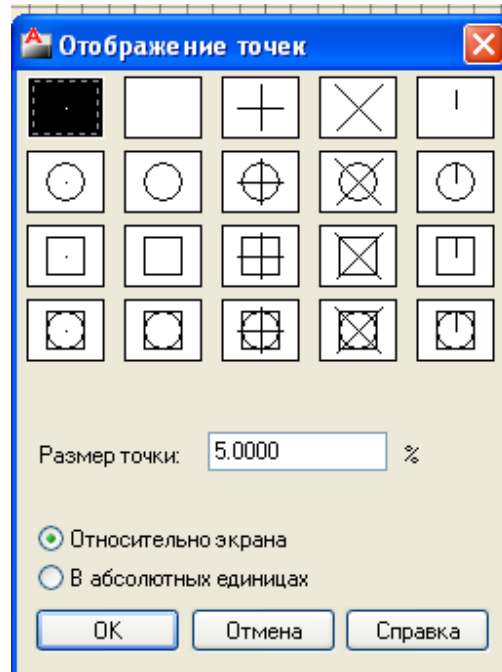 Отображение точек
Размер точки: 5.0000 %
Относительно экрана
В абсолютных единицах
OK Отмена Справка